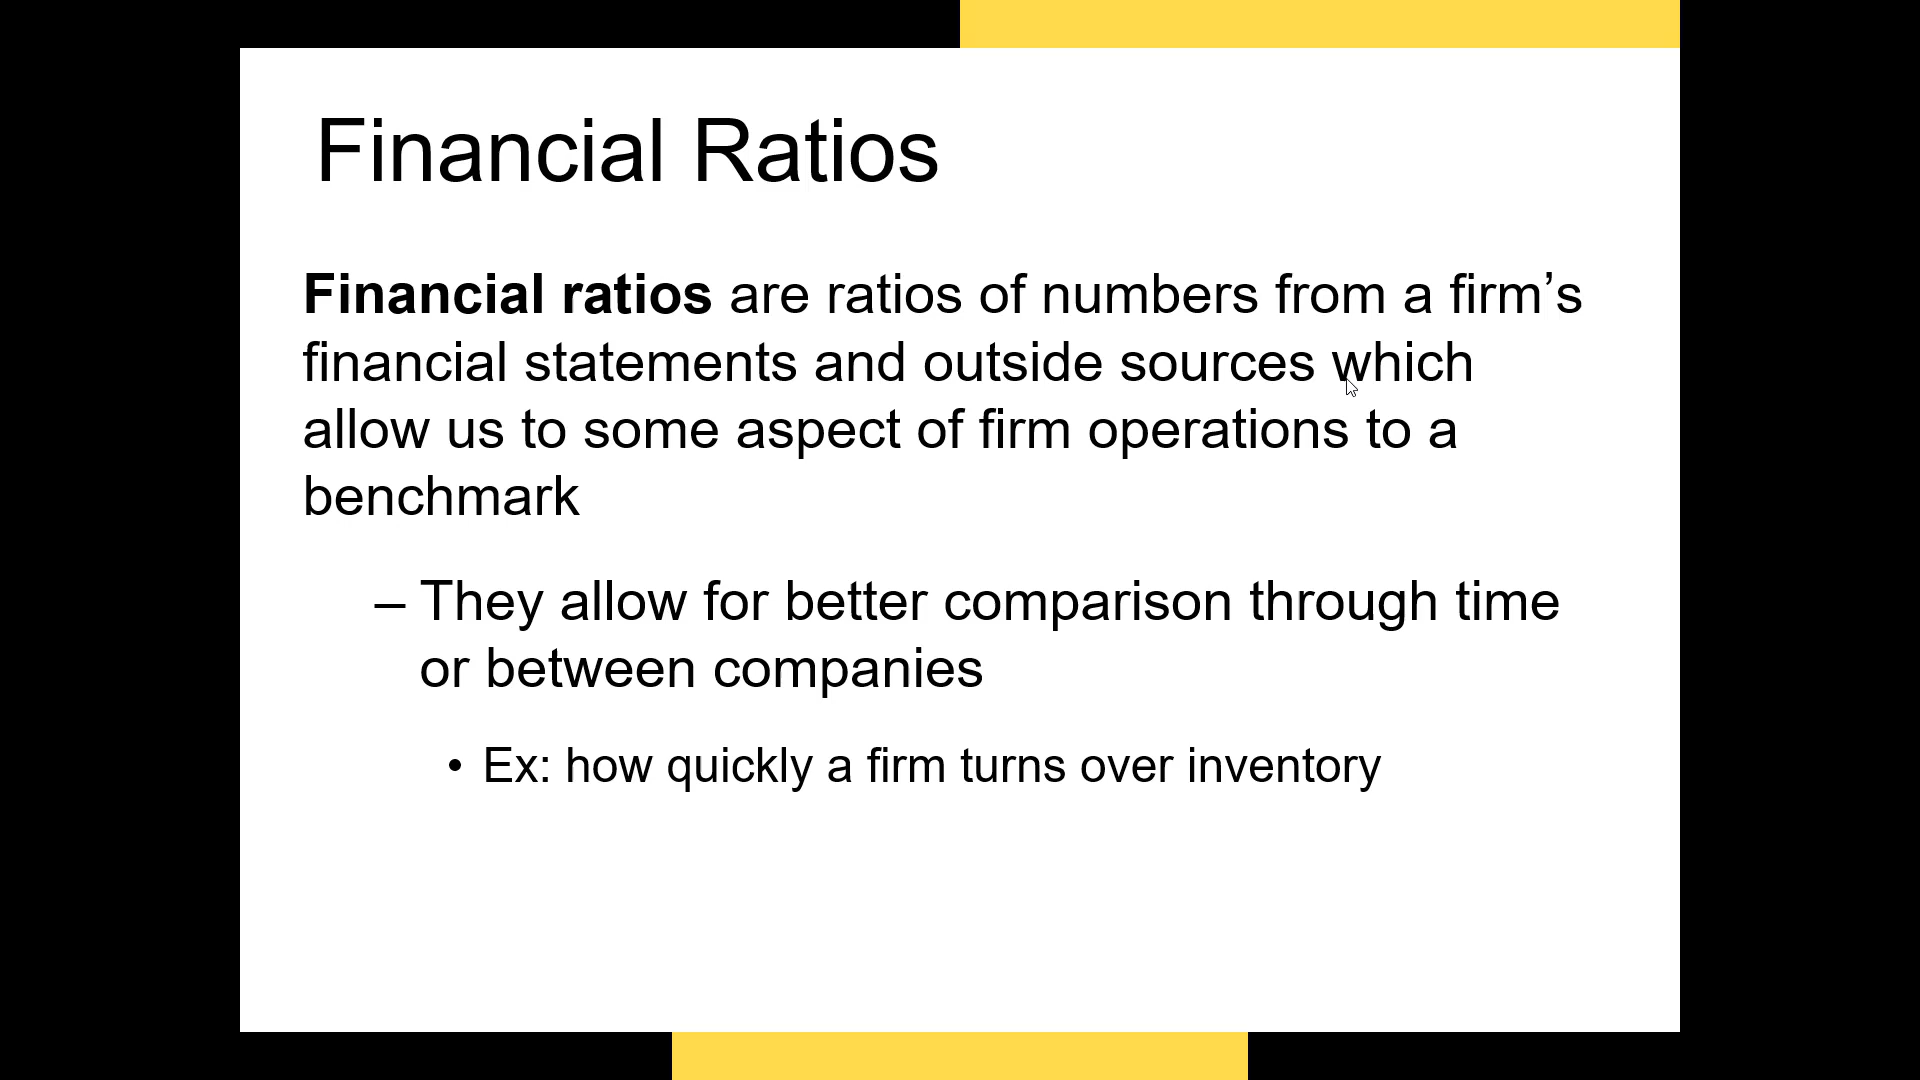 Financial Ratios
Financial ratios are ratios of numbers from a firm’s
financial statements and outside sources which
allow us to some aspect of firm operations to a
benchmark
– They allow for better comparison through time
or between companies
• Ex: how quickly a firm turns over inventory